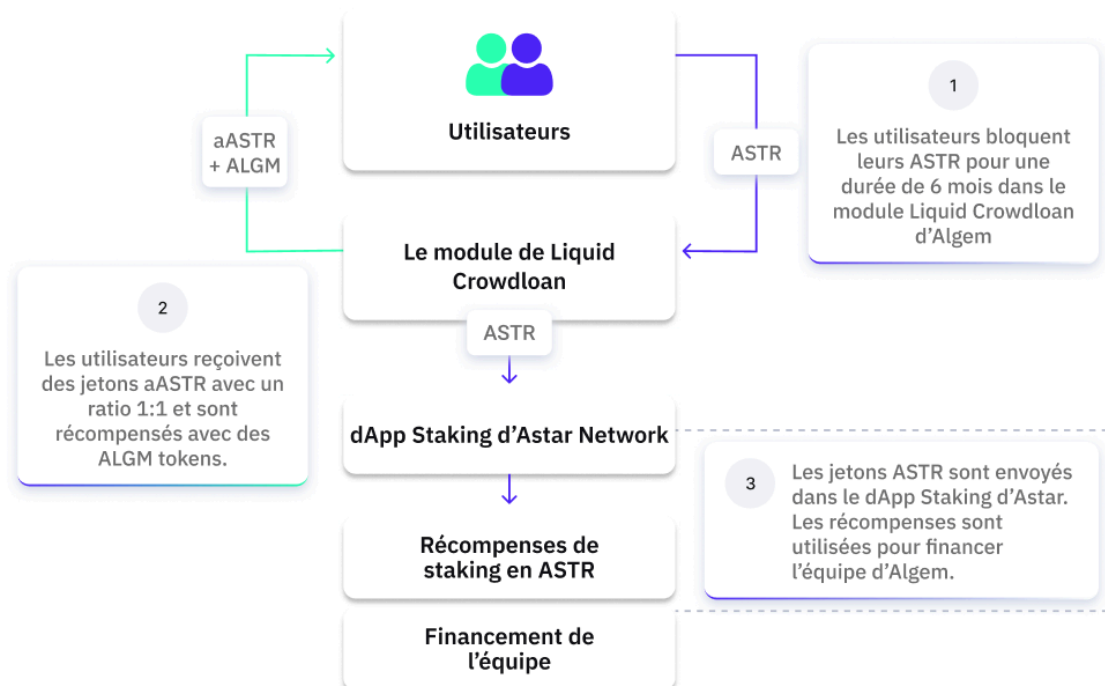 Utilisateurs
aASTR
+ ALGM
ASTR
1
Les utilisateurs bloquent
leurs ASTR pour une
durée de 6 mois dans le
module Liquid Crowdloan
d’Algem
Le module de Liquid
Crowdloan
2
Les utilisateurs reçoivent
des jetons aASTR avec un
ratio 1:1 et sont
récompensés avec des
ALGM tokens.
ASTR
dApp Staking d’Astar Network
3
Les jetons ASTR sont envoyés
dans le dApp Staking d’Astar.
Les récompenses sont
utilisées pour financer
l’équipe d’Algem.
Récompenses de
staking en ASTR
Financement de
l’équipe